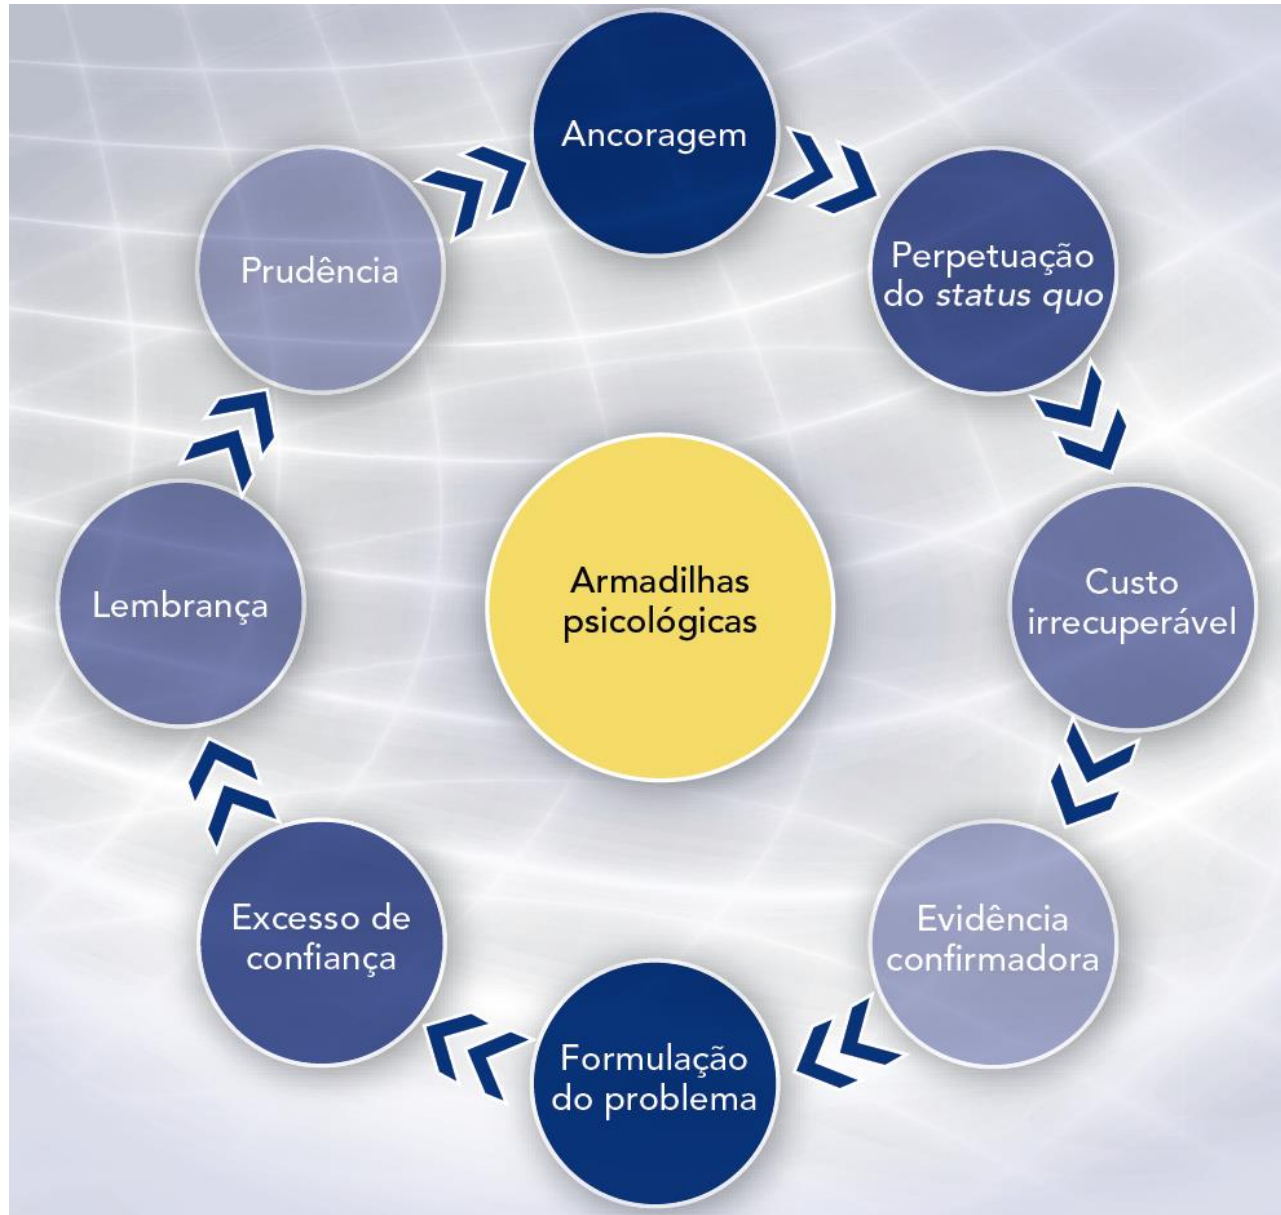 Ancoragem
Perpetuação
do status quo
Custo
irrecuperável
Evidência
confirmadora
Formulação
do problema
Excesso de
confiança
Lembrança
Prudência
Armadilhas
psicológicas